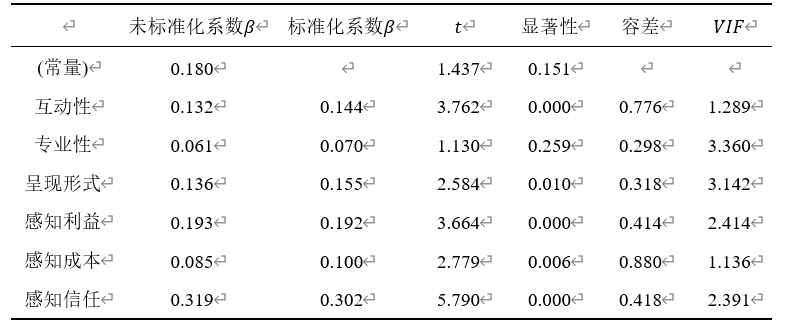 未标准化系数β 标准化系数β t 显著性 容差 VIF
(常量) 0.180 1.437 0.151
互动性 0.132 0.144 3.762 0.000 0.776 1.289
专业性 0.061 0.070 1.130 0.259 0.298 3.360
呈现形式 0.136 0.155 2.584 0.010 0.318 3.142
感知利益 0.193 0.192 3.664 0.000 0.414 2.414
感知成本 0.085 0.100 2.779 0.006 0.880 1.136
感知信任 0.319 0.302 5.790 0.000 0.418 2.391